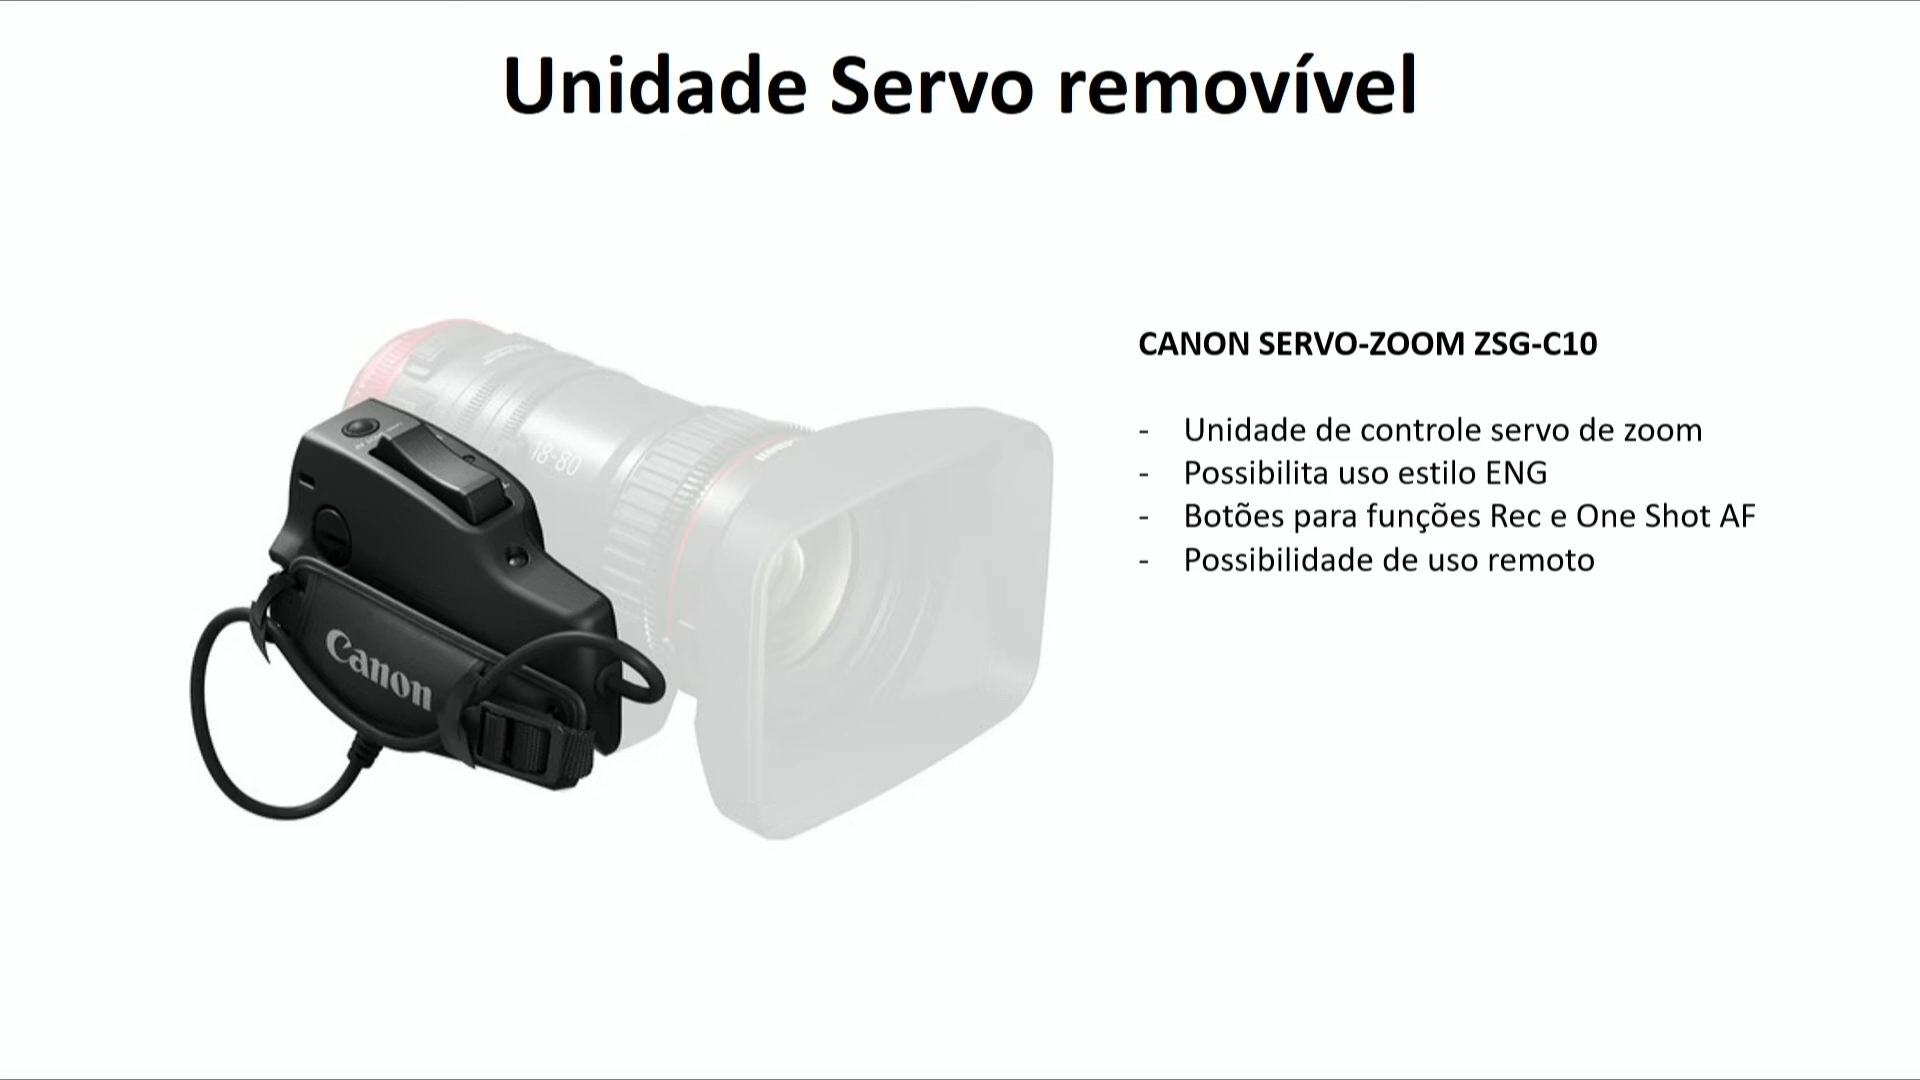 Unidade Servo removível
CANON SERVO-ZOOM ZSG-C10
- Unidade de controle servo de zoom
- Possibilita uso estilo ENG
- Botões para funções Rec e One Shot AF
- Possibilidade de uso remoto
18-80
Canon